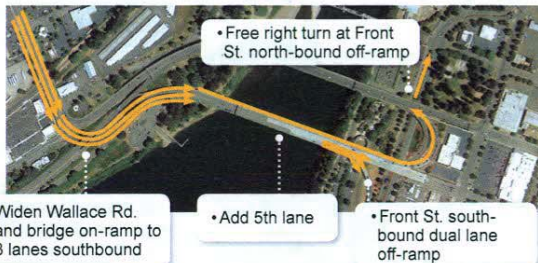 • Free right turn at Front
St. north-bound off-ramp
Widen Wallace Rd.
and bridge on-ramp to
3 lanes southbound
• Add 5th lane
• Front St. south-
bound dual lane
off-ramp